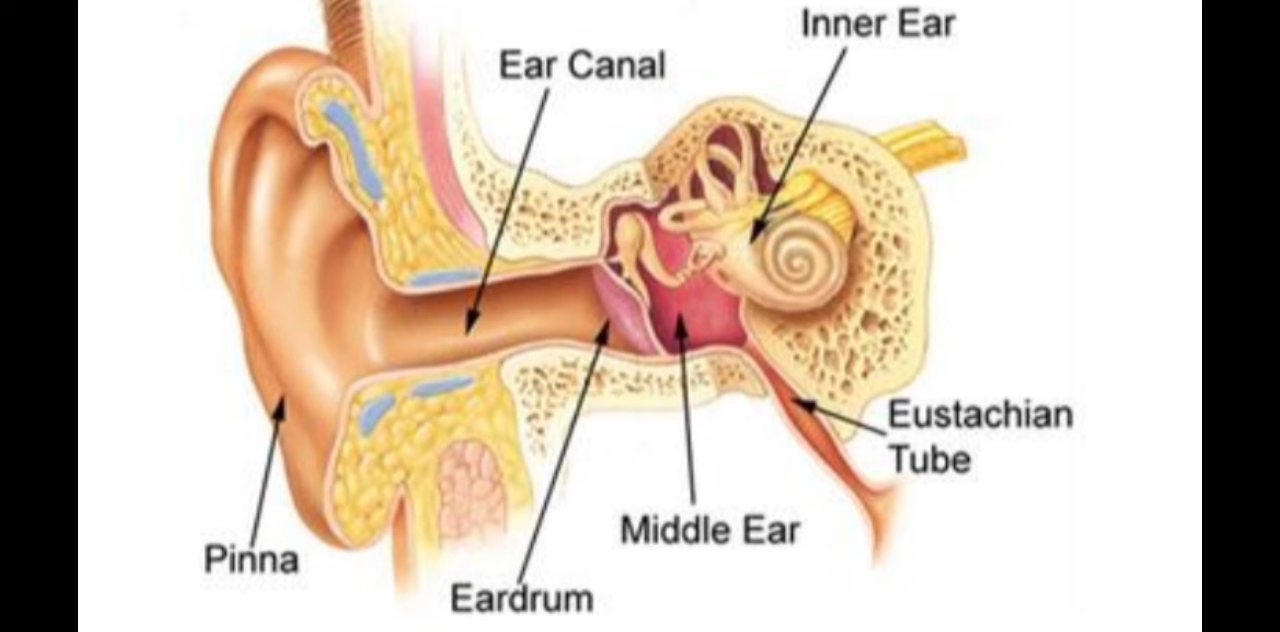 Inner Ear
Ear Canal
Eustachian
Tube
Middle Ear
Pinna
Eardrum